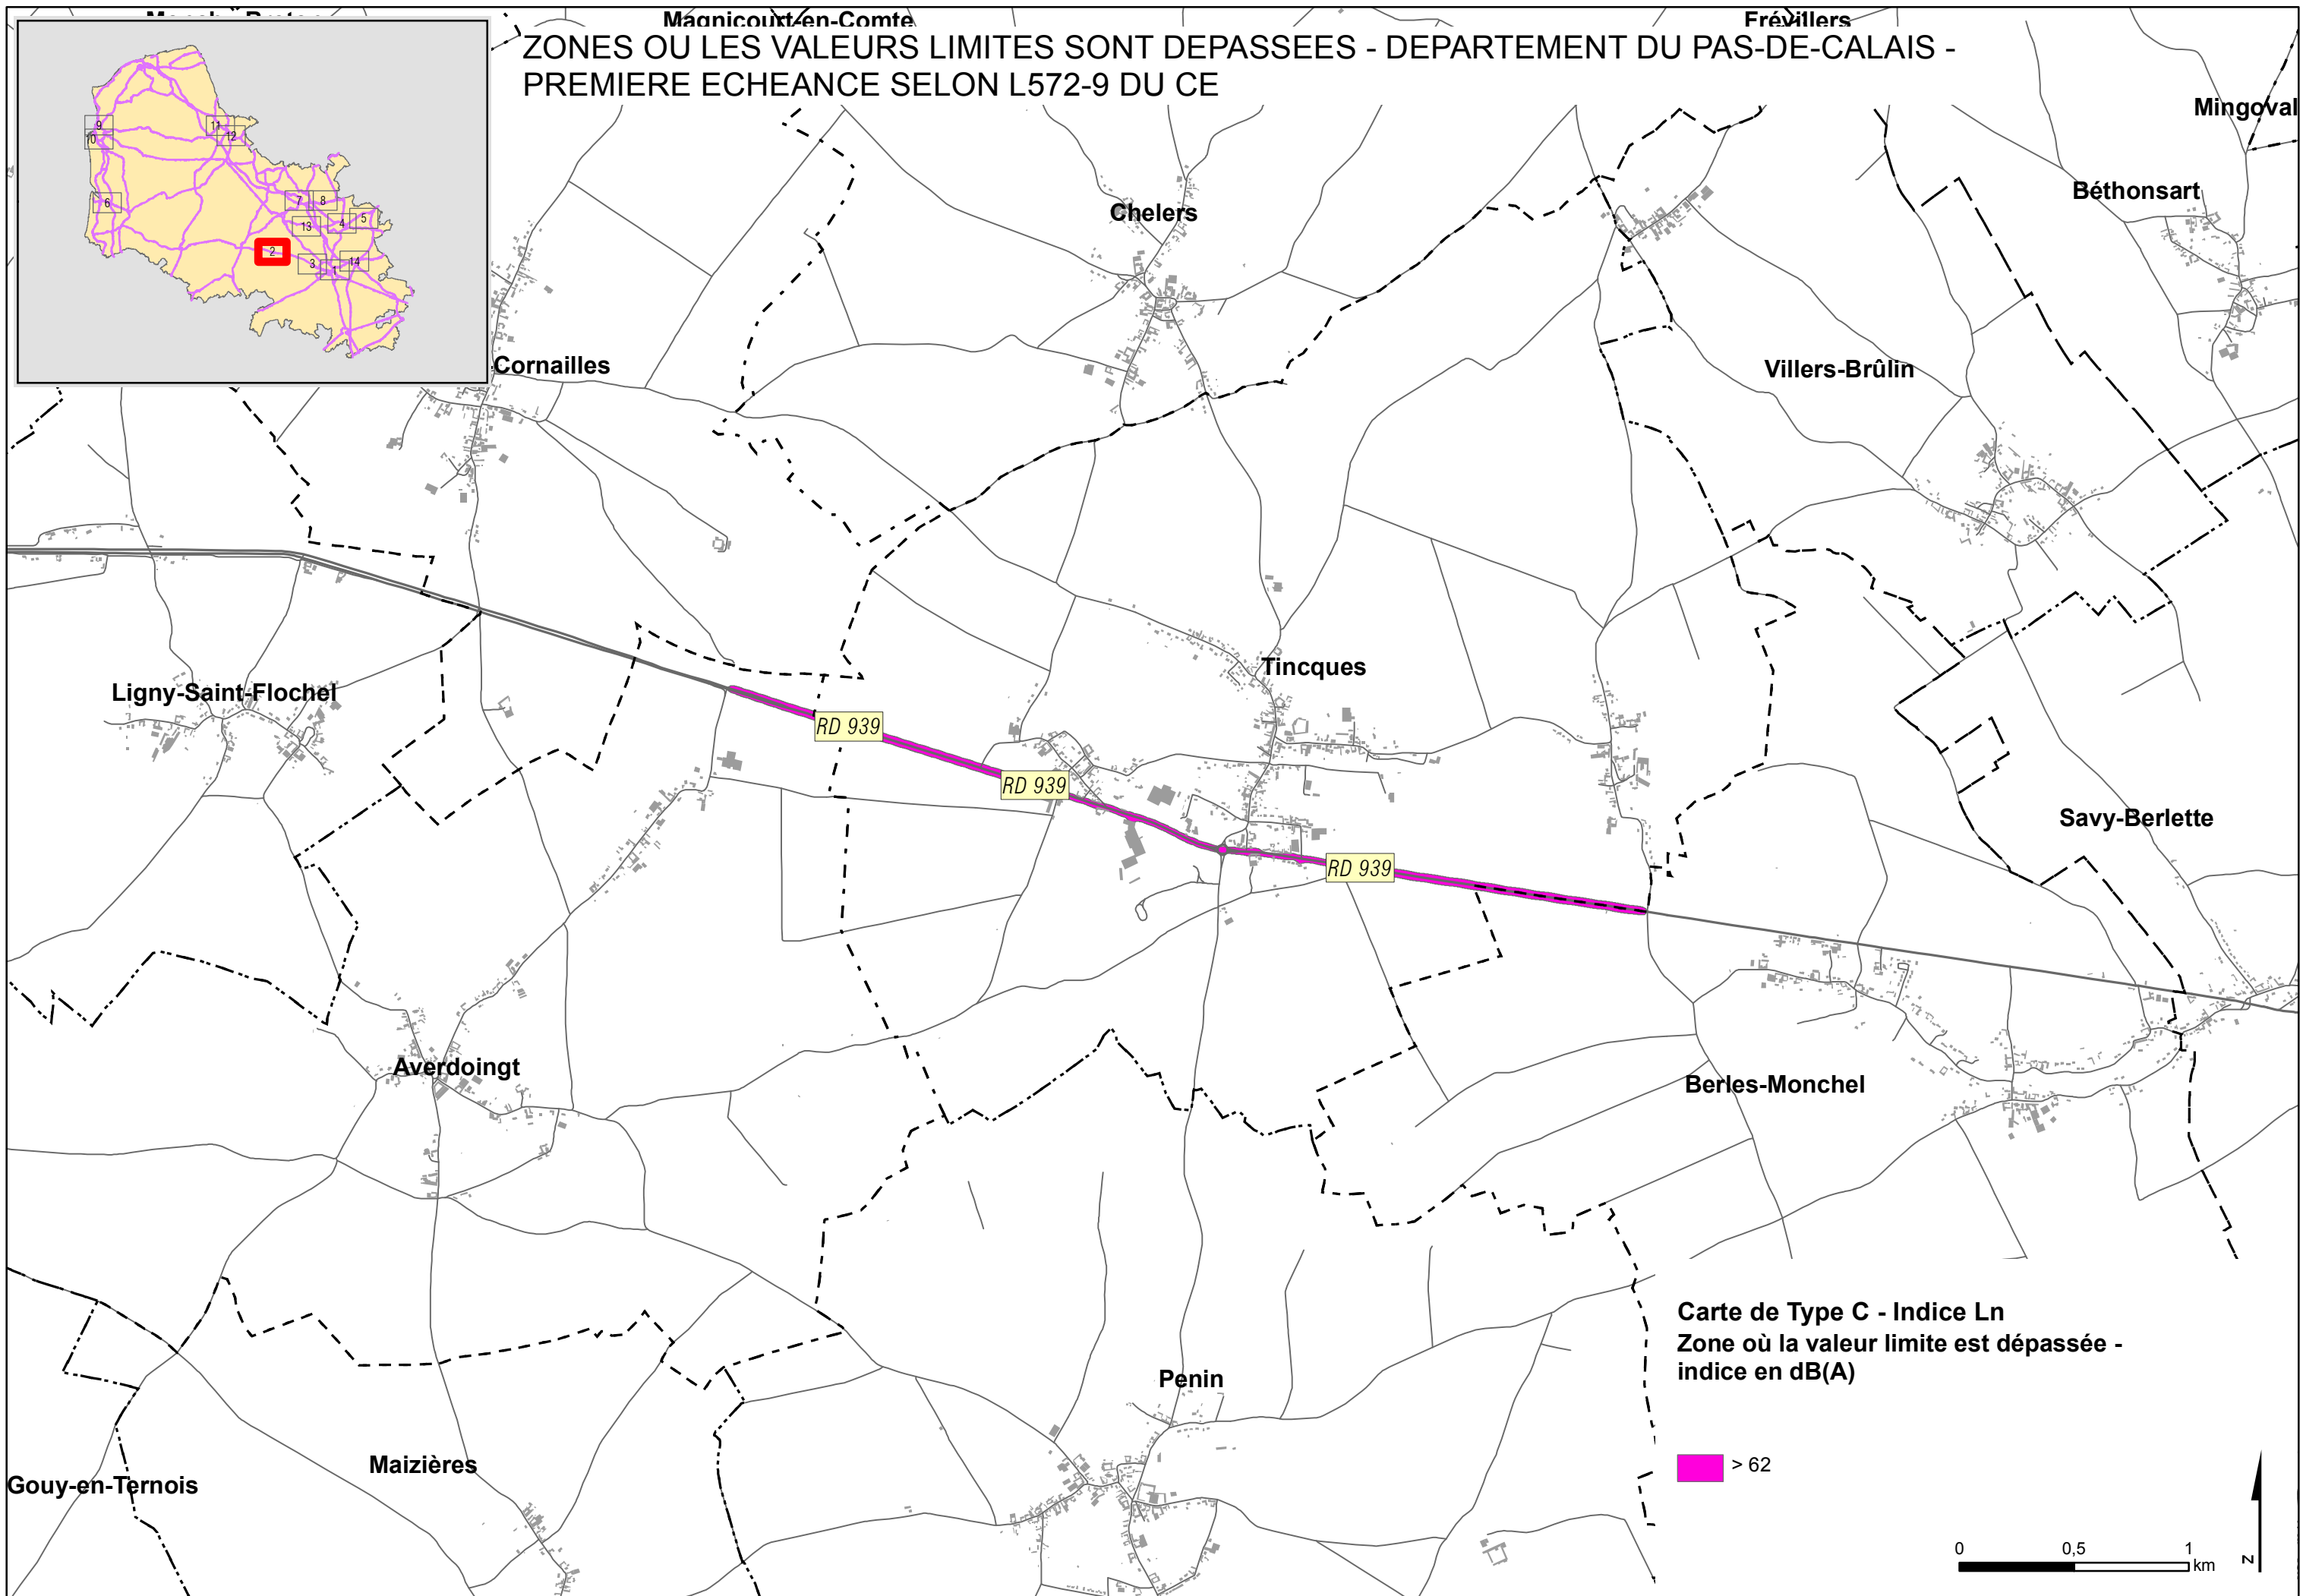 Magnicourt-en-Comte
Frévillers
ZONES OU LES VALEURS LIMITES SONT DEPASSEES - DEPARTEMENT DU PAS-DE-CALAIS -
PREMIERE ECHEANCE SELON L572-9 DU CE
Mingoval
9
10
11
12
6
7
8
13
4
5
2
3
1
14
Béthonsart
Chelers
Cornailles
Villers-Brûlin
Tincques
Ligny-Saint-Flochel
RD 939
RD 939
RD 939
Savy-Berlette
Averdoingt
Berles-Monchel
Carte de Type C - Indice Ln
Zone où la valeur limite est dépassée -
indice en dB(A)
> 62
Penin
Maizières
Gouy-en-Ternois
0 0,5 1
km
N